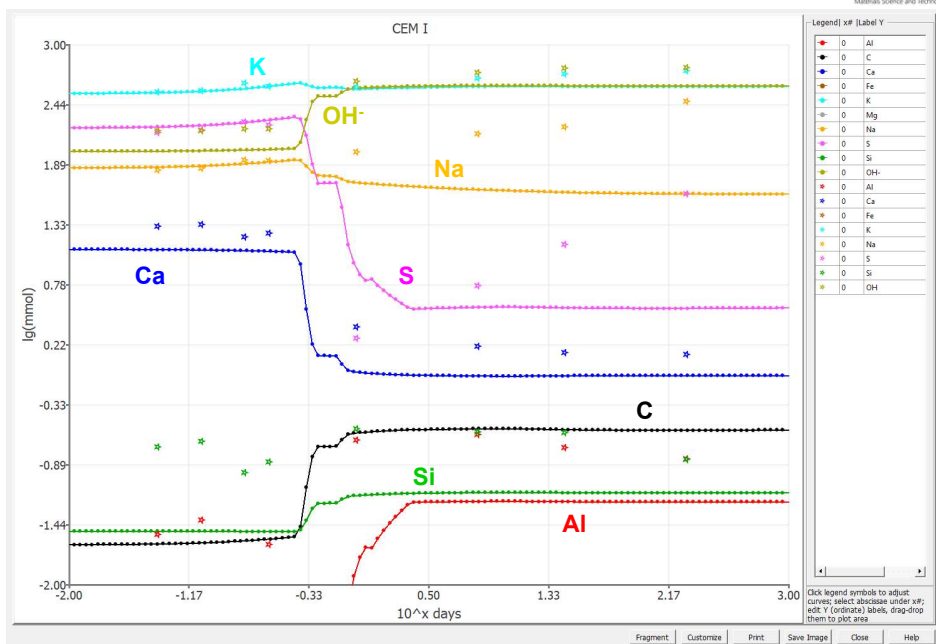 Materials Science and Techno
CEM I
Legend| x# |Label Y
3.00
2.44
1.89
1.33
0.78
0.22
-0.33
-0.89
-1.44
-2.00
lg(mmol)
-2.00 -1.17 -0.33 0.50 1.33 2.17 3.00
10^x days
K
OH-
Na
Ca
S
C
Si
Al
0 Al
0 C
0 Ca
0 Fe
0 K
0 Mg
0 Na
0 S
0 Si
0 OH-
0 Al
0 Ca
0 Fe
0 K
0 Na
0 S
0 Si
0 OH
Click legend symbols to adjust
curves; select abscissae under x#;
edit Y (ordinate) labels, drag-drop
them to plot area
Fragment Customize Print Save Image Close Help